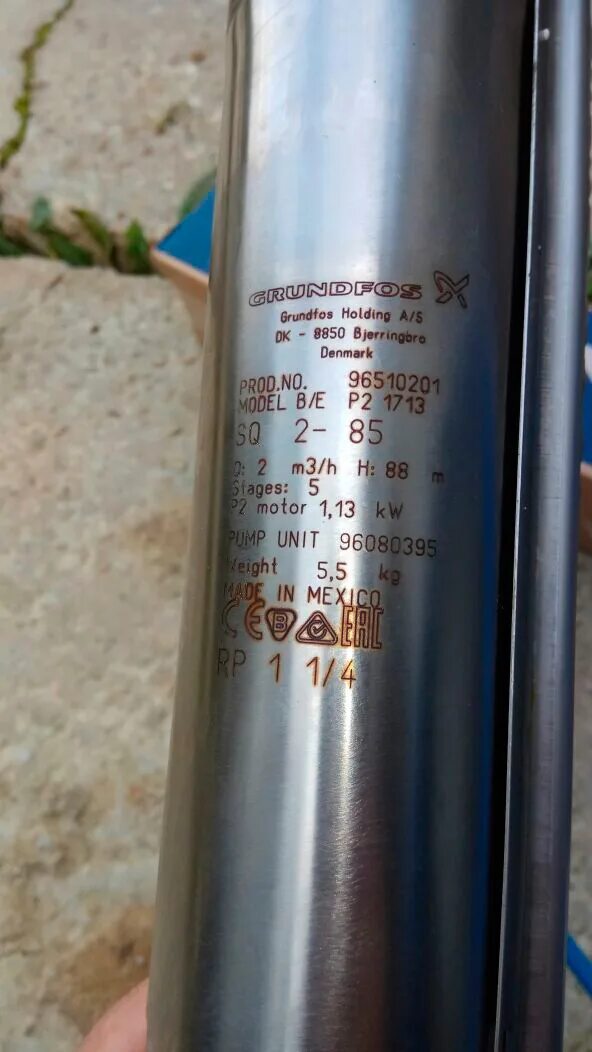 GRUNDFOS
Grundfos Holding A/S
DK - 8850 Bjerringbro
Denmark
PROD.NO. 96510201
MODEL B/E P2 1713
SQ 2- 85
Q: 2 m3/h H: 88 m
Stages: 5
P2 motor 1,13 kW
PUMP UNIT 96080395
Weight 5,5 kg
MADE IN MEXICO
CE B EAC
RP 1 1/4